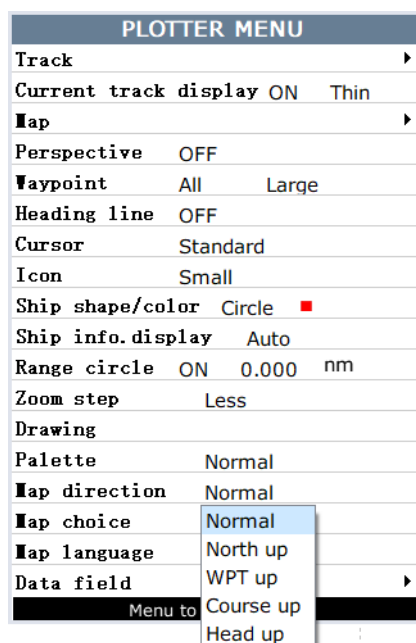 PLOTTER MENU
Track
Current track display ON Thin
Map
Perspective OFF
Waypoint All Large
Heading line OFF
Cursor Standard
Icon Small
Ship shape/color Circle
Ship info.display Auto
Range circle ON 0.000 nm
Zoom step Less
Drawing
Palette Normal
Map direction Normal
Map choice Normal
Map language North up
Data field WPT up
Menu to Course up
Head up